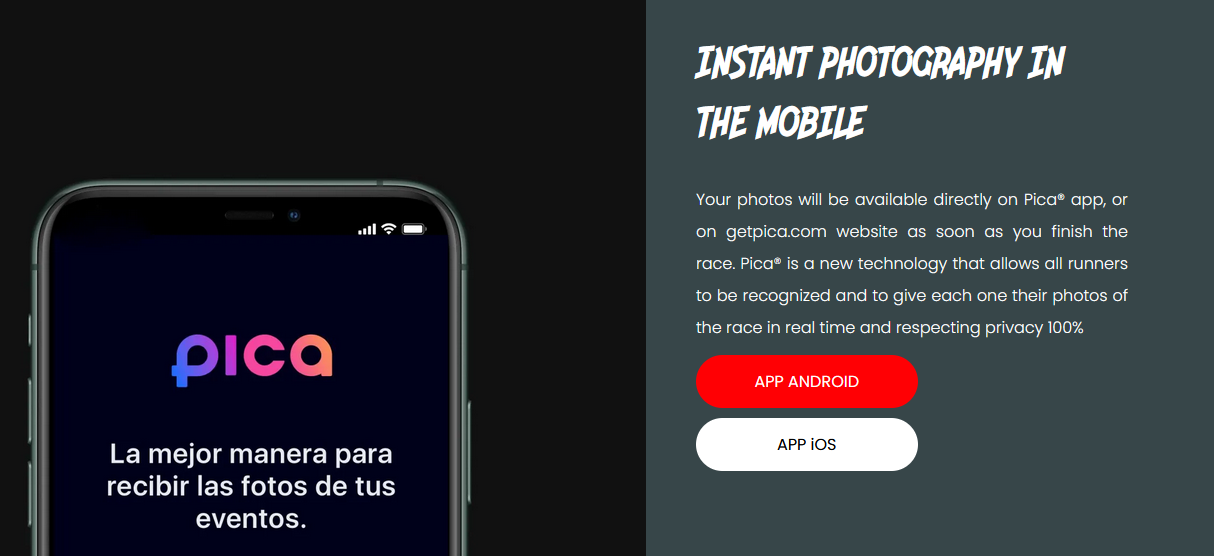 INSTANT PHOTOGRAPHY IN
THE MOBILE
Your photos will be available directly on Pica® app, or
on getpica.com website as soon as you finish the
race. Pica® is a new technology that allows all runners
to be recognized and to give each one their photos of
the race in real time and respecting privacy 100%
APP ANDROID
APP iOS
pica
La mejor manera para
recibir las fotos de tus
eventos.